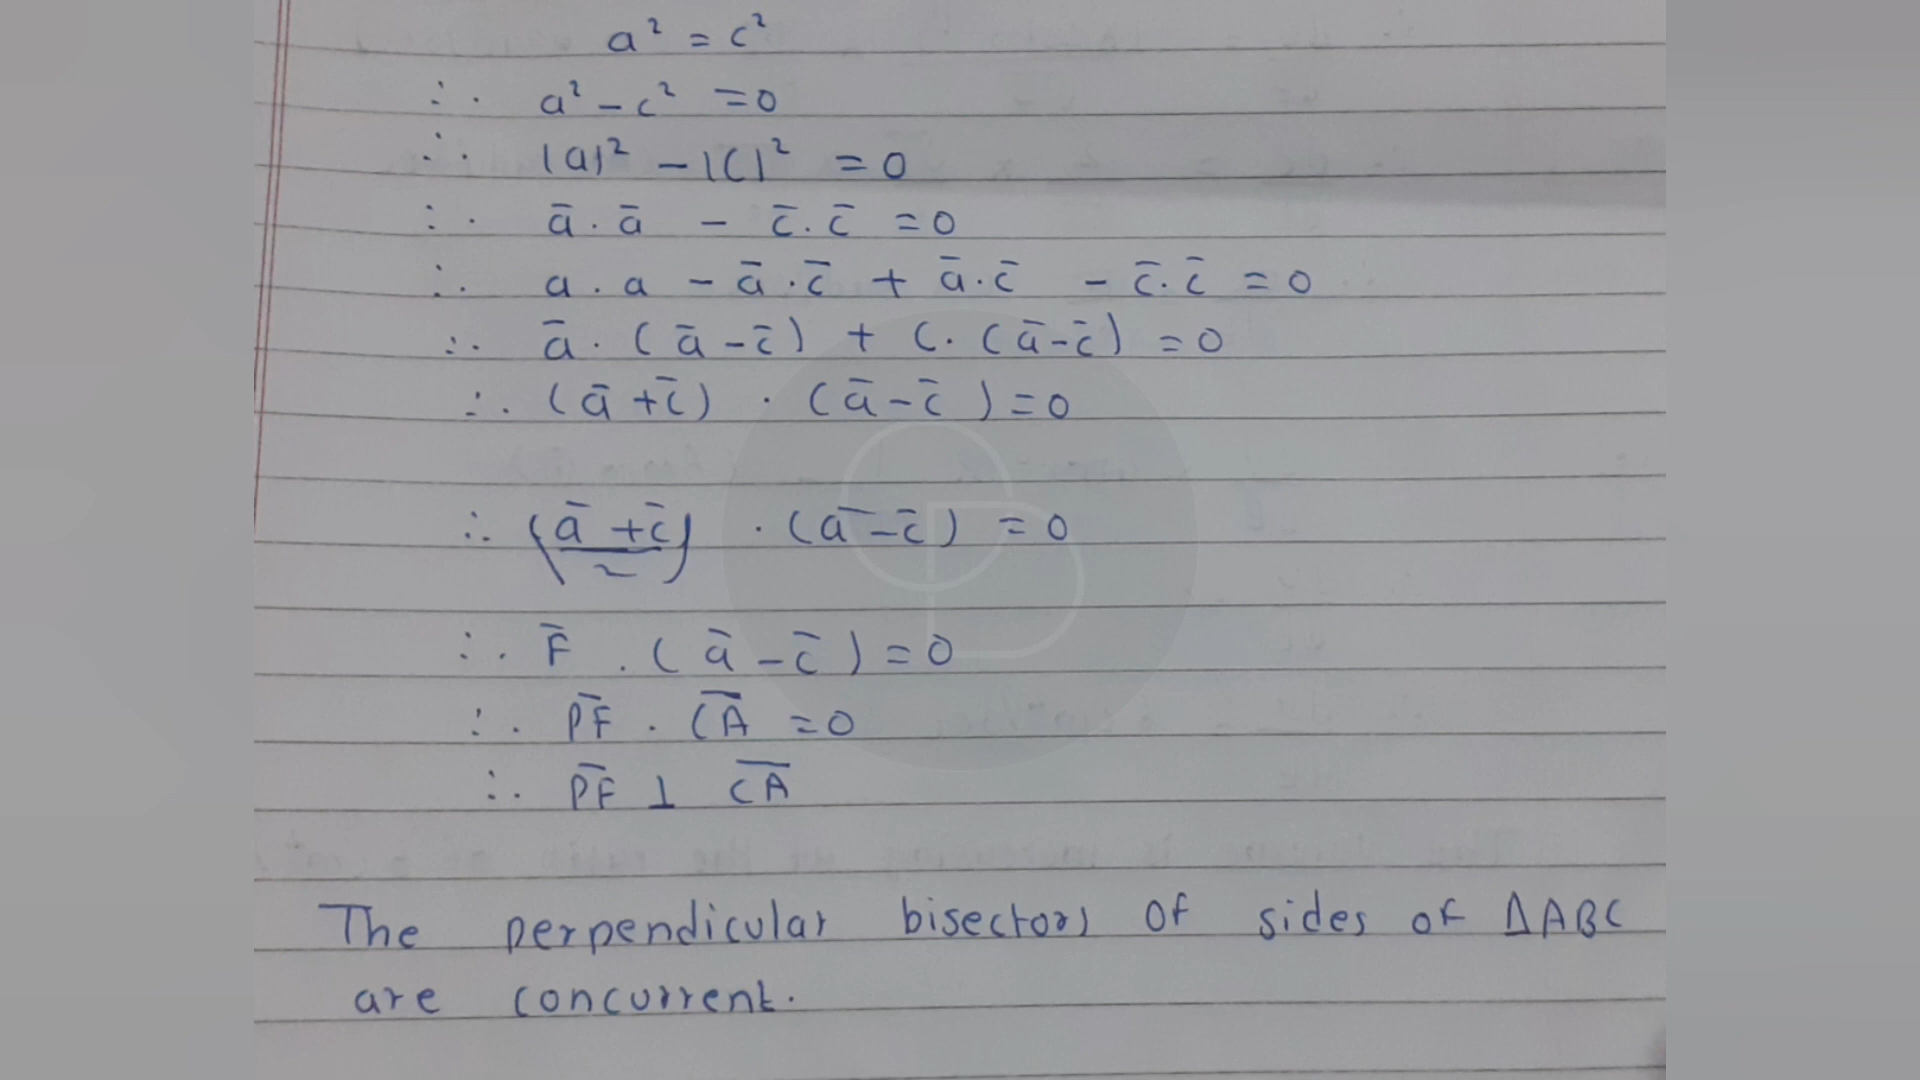 a² = c²
∴ a² - c² = 0
∴ |a|² - |c|² = 0
∴ ā . ā - c̄ . c̄ = 0
∴ a . a - ā . c̄ + ā . c̄ - c̄ . c̄ = 0
∴ ā . (ā - c̄) + c . (ā - c̄) = 0
∴ (ā + c̄) . (ā - c̄) = 0
∴ (ā + c̄ / 2) . (ā - c̄) = 0
∴ F̄ . (ā - c̄) = 0
∴ P̄F̄ . C̄Ā = 0
∴ P̄F̄ ⊥ C̄Ā
The perpendicular bisectors of sides of ΔABC
are concurrent.